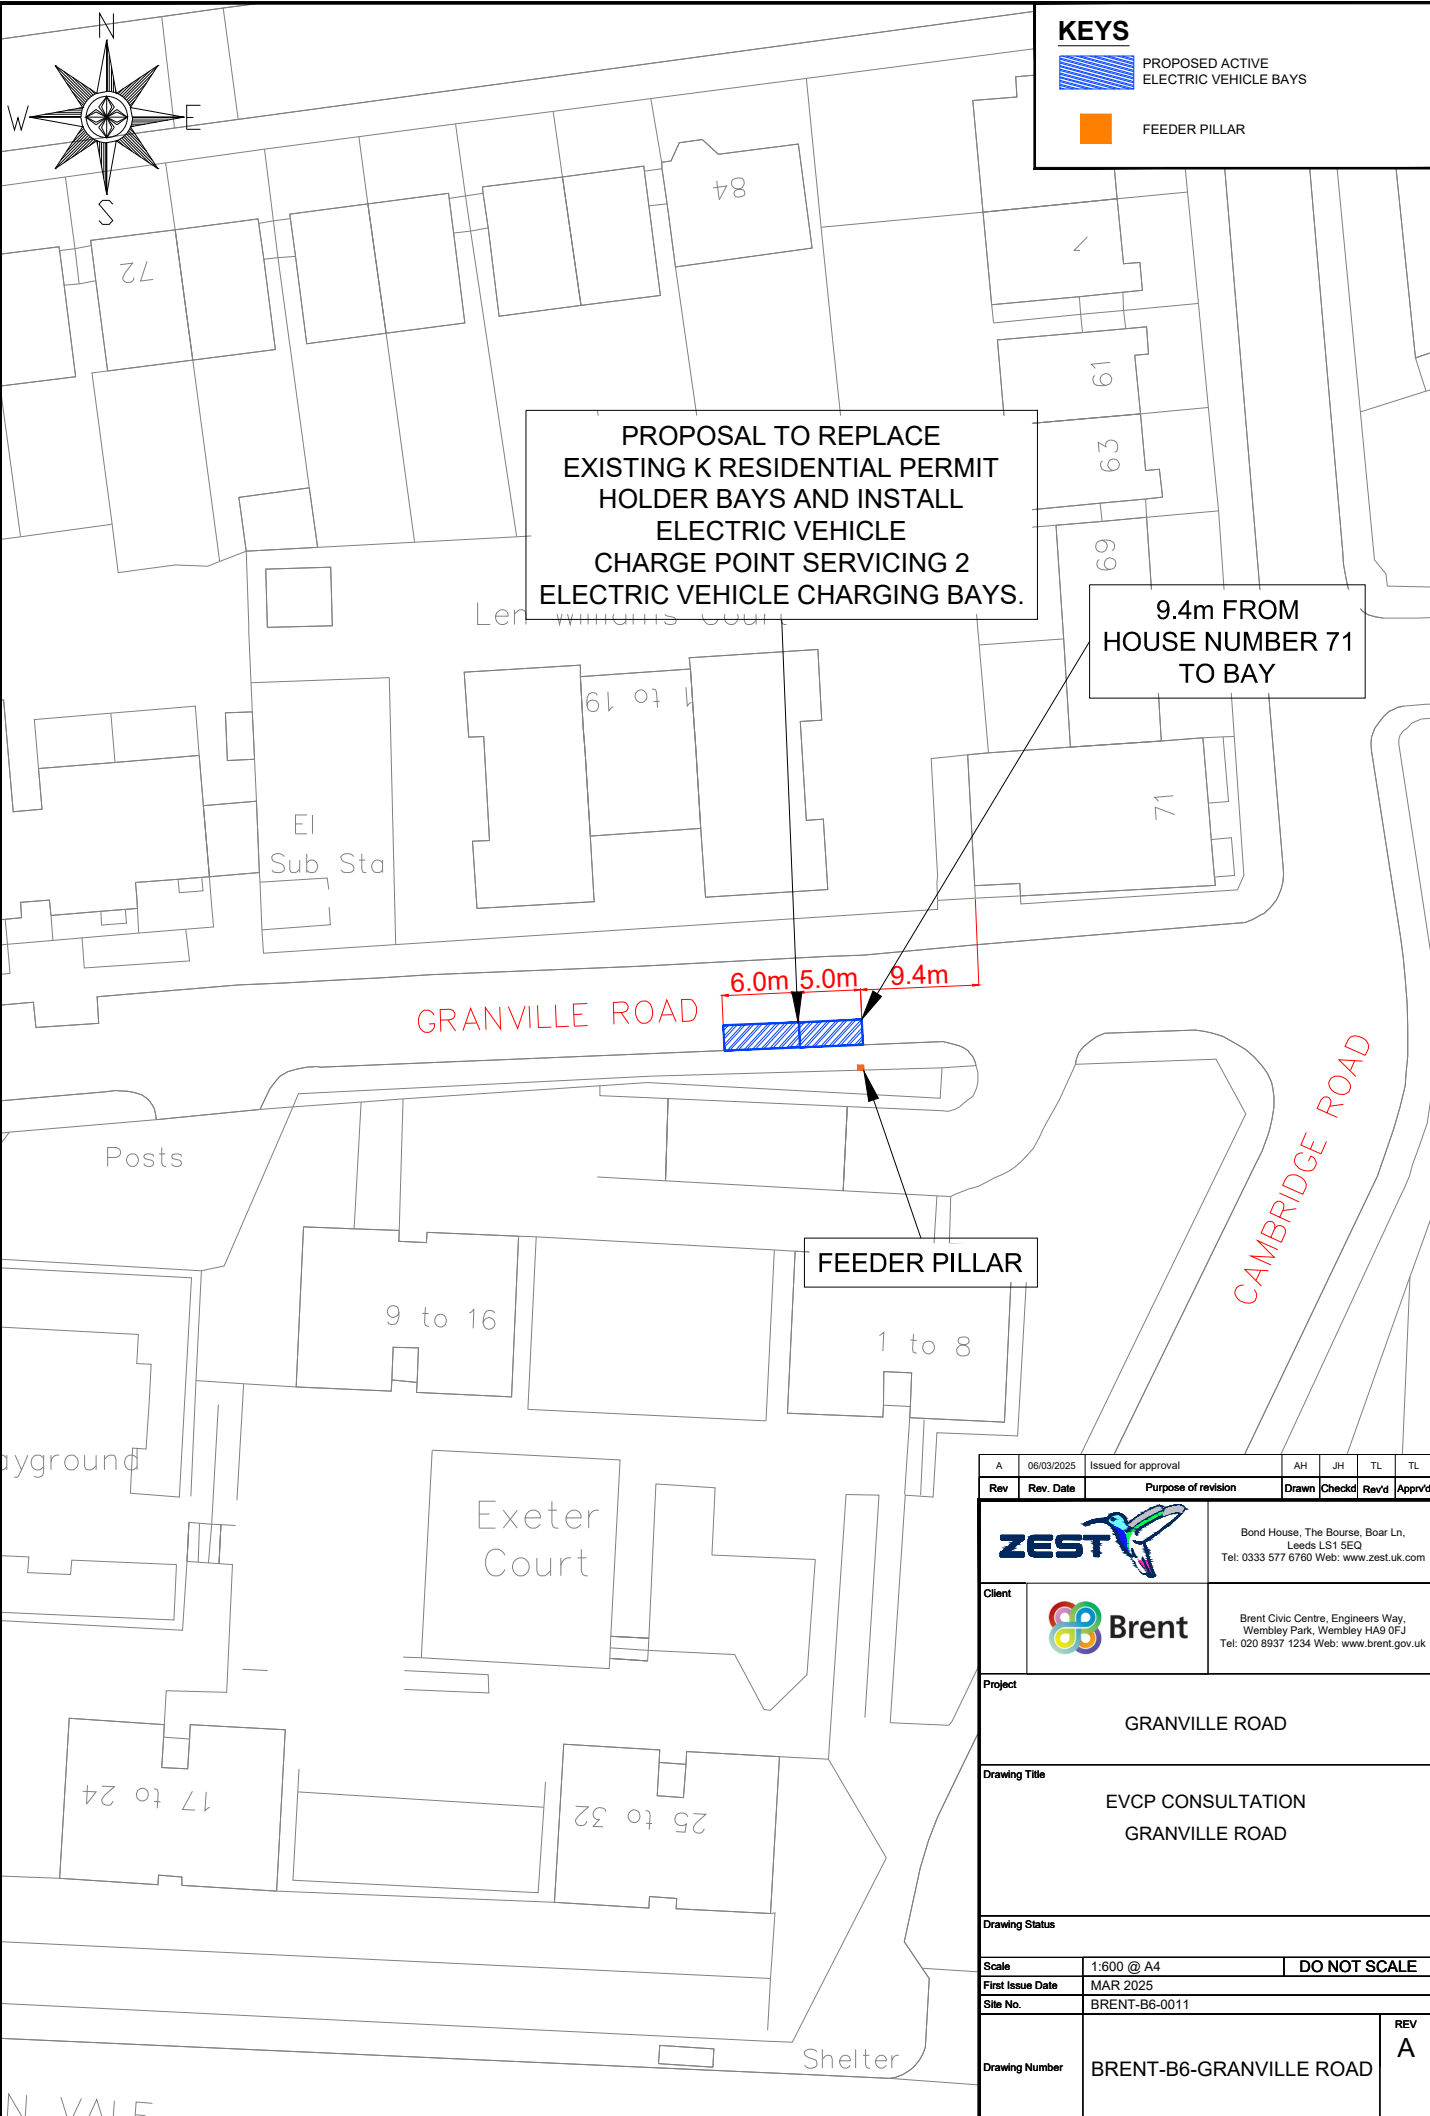 N
W
E
S
KEYS
PROPOSED ACTIVE
ELECTRIC VEHICLE BAYS
FEEDER PILLAR
84
72
61
63
69
PROPOSAL TO REPLACE
EXISTING K RESIDENTIAL PERMIT
HOLDER BAYS AND INSTALL
ELECTRIC VEHICLE
CHARGE POINT SERVICING 2
ELECTRIC VEHICLE CHARGING BAYS.
Len Williams Court
9.4m FROM
HOUSE NUMBER 71
TO BAY
1 to 19
71
El
Sub Sta
6.0m 5.0m 9.4m
GRANVILLE ROAD
CAMBRIDGE ROAD
Posts
FEEDER PILLAR
9 to 16
1 to 8
ayground
Exeter
Court
17 to 24
25 to 32
Shelter
N VALE
A 06/03/2025 Issued for approval AH JH TL TL
Rev Rev. Date Purpose of revision Drawn Checkd Rev'd Apprv'd
ZEST
Bond House, The Bourse, Boar Ln,
Leeds LS1 5EQ
Tel: 0333 577 6760 Web: www.zest.uk.com
Client
Brent
Brent Civic Centre, Engineers Way,
Wembley Park, Wembley HA9 0FJ
Tel: 020 8937 1234 Web: www.brent.gov.uk
Project
GRANVILLE ROAD
Drawing Title
EVCP CONSULTATION
GRANVILLE ROAD
Drawing Status
Scale 1:600 @ A4 DO NOT SCALE
First Issue Date MAR 2025
Site No. BRENT-B6-0011
Drawing Number BRENT-B6-GRANVILLE ROAD
REV
A